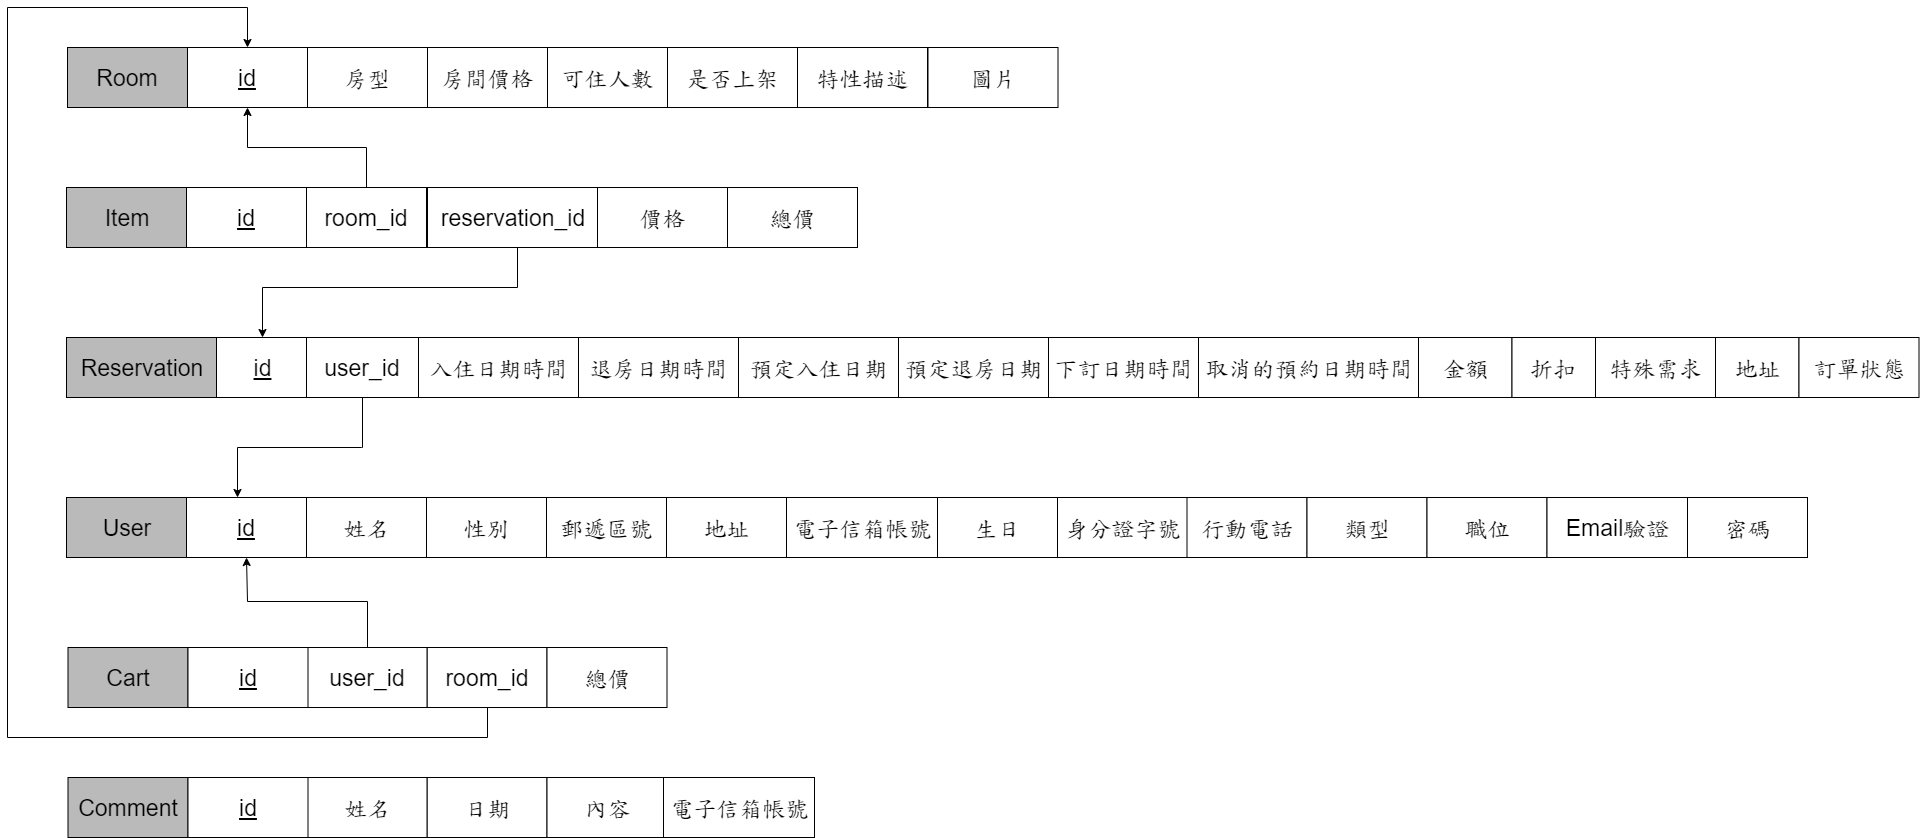 Room id 房型 房間價格 可住人數 是否上架 特性描述 圖片
Item id room_id reservation_id 價格 總價
Reservation id user_id 入住日期時間 退房日期時間 預定入住日期 預定退房日期 下訂日期時間 取消的預約日期時間 金額 折扣 特殊需求 地址 訂單狀態
User id 姓名 性別 郵遞區號 地址 電子信箱帳號 生日 身分證字號 行動電話 類型 職位 Email驗證 密碼
Cart id user_id room_id 總價
Comment id 姓名 日期 內容 電子信箱帳號